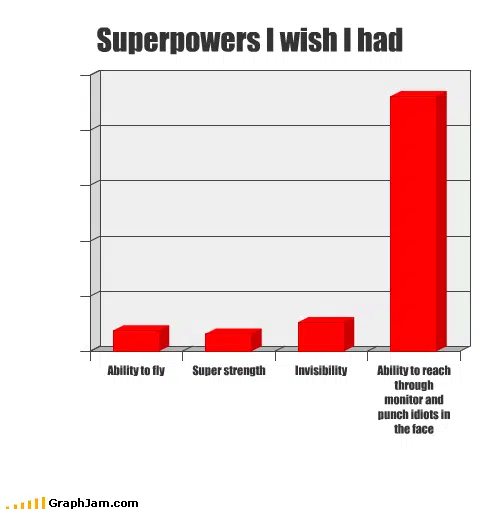 Superpowers I wish I had
Ability to fly
Super strength
Invisibility
Ability to reach
through
monitor and
punch idiots in
the face
GraphJam.com